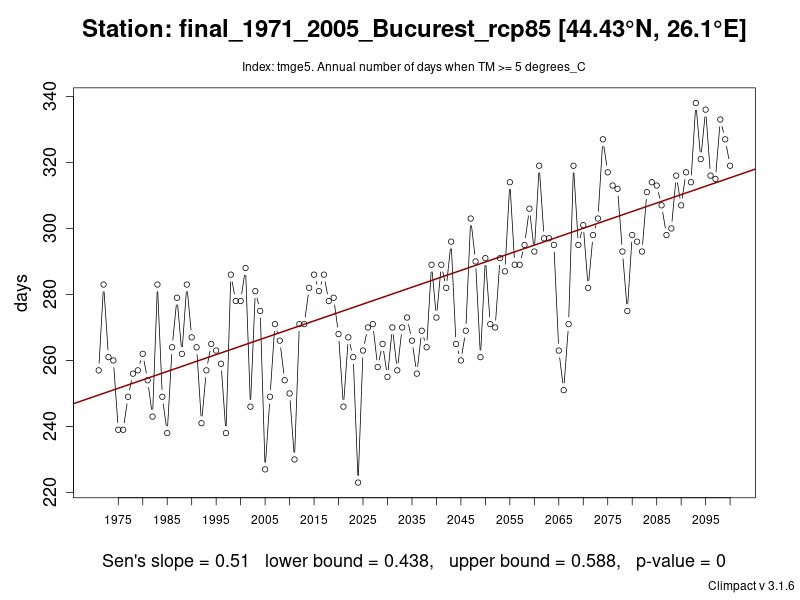 Station: final_1971_2005_Bucurest_rcp85 [44.43°N, 26.1°E]
Index: tmge5. Annual number of days when TM >= 5 degrees_C
days
340
320
300
280
260
240
220
1975 1985 1995 2005 2015 2025 2035 2045 2055 2065 2075 2085 2095
Sen's slope = 0.51 lower bound = 0.438, upper bound = 0.588, p-value = 0
Climpact v 3.1.6